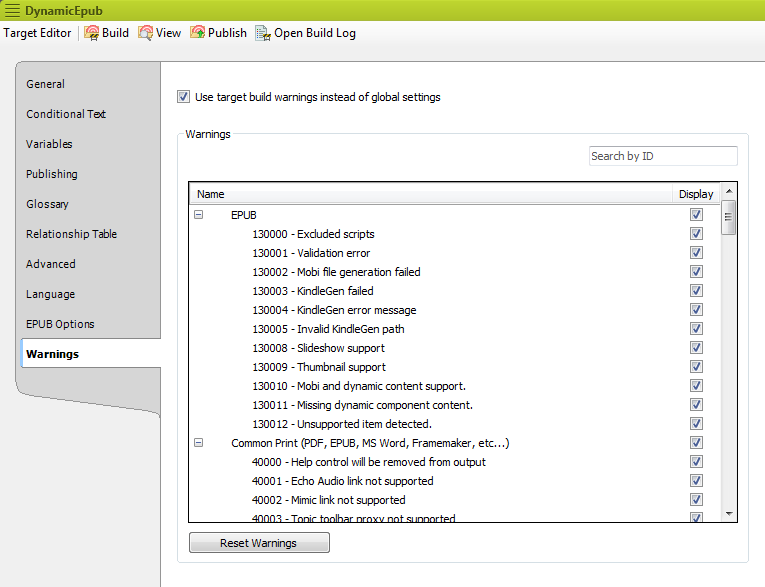 DynamicEpub
Target Editor Build View Publish Open Build Log
General
Conditional Text
Variables
Publishing
Glossary
Relationship Table
Advanced
Language
EPUB Options
Warnings
Use target build warnings instead of global settings
Warnings
Search by ID
Name Display
EPUB
130000 - Excluded scripts
130001 - Validation error
130002 - Mobi file generation failed
130003 - KindleGen failed
130004 - KindleGen error message
130005 - Invalid KindleGen path
130008 - Slideshow support
130009 - Thumbnail support
130010 - Mobi and dynamic content support.
130011 - Missing dynamic component content.
130012 - Unsupported item detected.
Common Print (PDF, EPUB, MS Word, Framemaker, etc...)
40000 - Help control will be removed from output
40001 - Echo Audio link not supported
40002 - Mimic link not supported
40003 - Topic toolbar proxy not supported
Reset Warnings